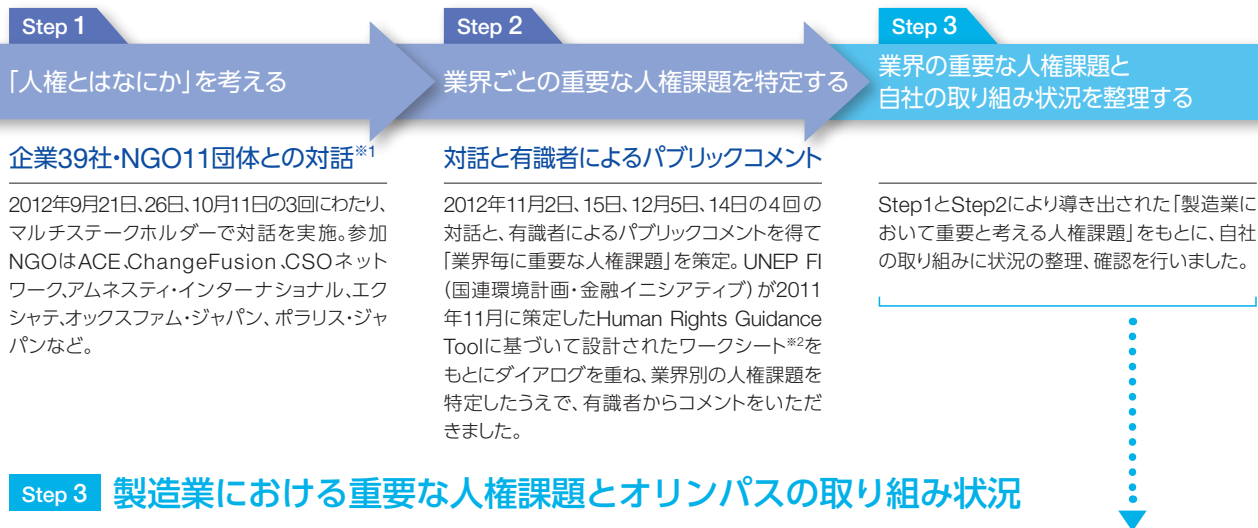 Step 1
「人権とはなにか」を考える
企業39社・NGO11団体との対話※1
2012年9月21日、26日、10月11日の3回にわたり、
マルチステークホルダーで対話を実施。参加
NGOはACE、ChangeFusion、CSOネット
ワーク、アムネスティ・インターナショナル、エク
シャテ、オックスファム・ジャパン、ポラリス・ジャ
パンなど。
Step 2
業界ごとの重要な人権課題を特定する
対話と有識者によるパブリックコメント
2012年11月2日、15日、12月5日、14日の4回の
対話と、有識者によるパブリックコメントを得て
「業界毎に重要な人権課題」を策定。UNEP FI
(国連環境計画・金融イニシアティブ)が2011
年11月に策定したHuman Rights Guidance
Toolに基づいて設計されたワークシート※2を
もとにダイアログを重ね、業界別の人権課題を
特定したうえで、有識者からコメントをいただ
きました。
Step 3
業界の重要な人権課題と
自社の取り組み状況を整理する
Step1とStep2により導き出された「製造業に
おいて重要と考える人権課題」をもとに、自社
の取り組みに状況の整理、確認を行いました。
Step 3 製造業における重要な人権課題とオリンパスの取り組み状況